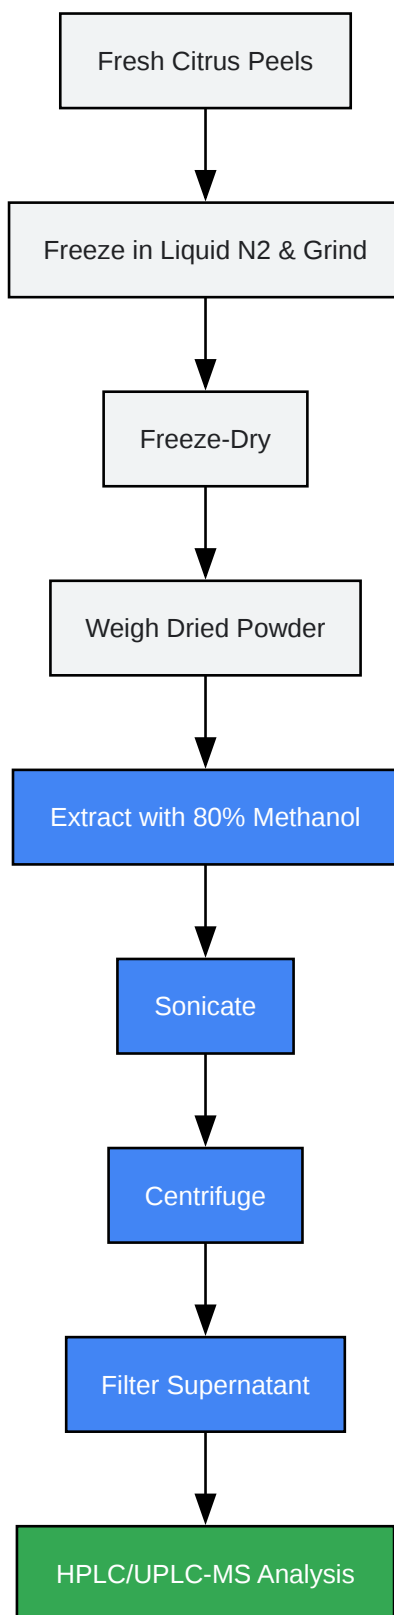 Fresh Citrus Peels
Freeze in Liquid N2 & Grind
Freeze-Dry
Weigh Dried Powder
Extract with 80% Methanol
Sonicate
Centrifuge
Filter Supernatant
HPLC/UPLC-MS Analysis